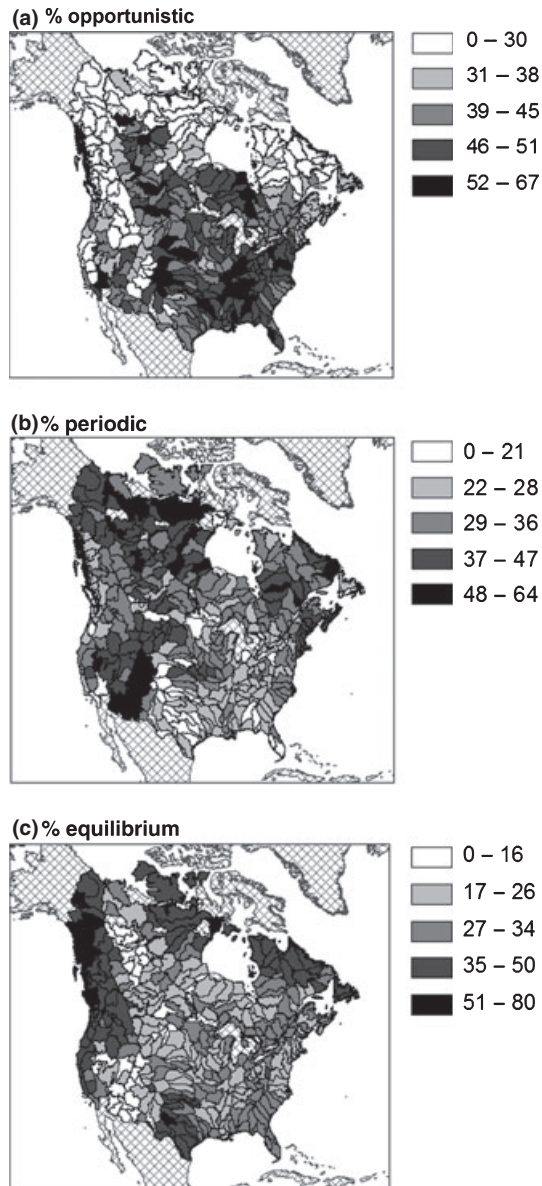 (a) % opportunistic
0 – 30
31 – 38
39 – 45
46 – 51
52 – 67
(b) % periodic
0 – 21
22 – 28
29 – 36
37 – 47
48 – 64
(c) % equilibrium
0 – 16
17 – 26
27 – 34
35 – 50
51 – 80